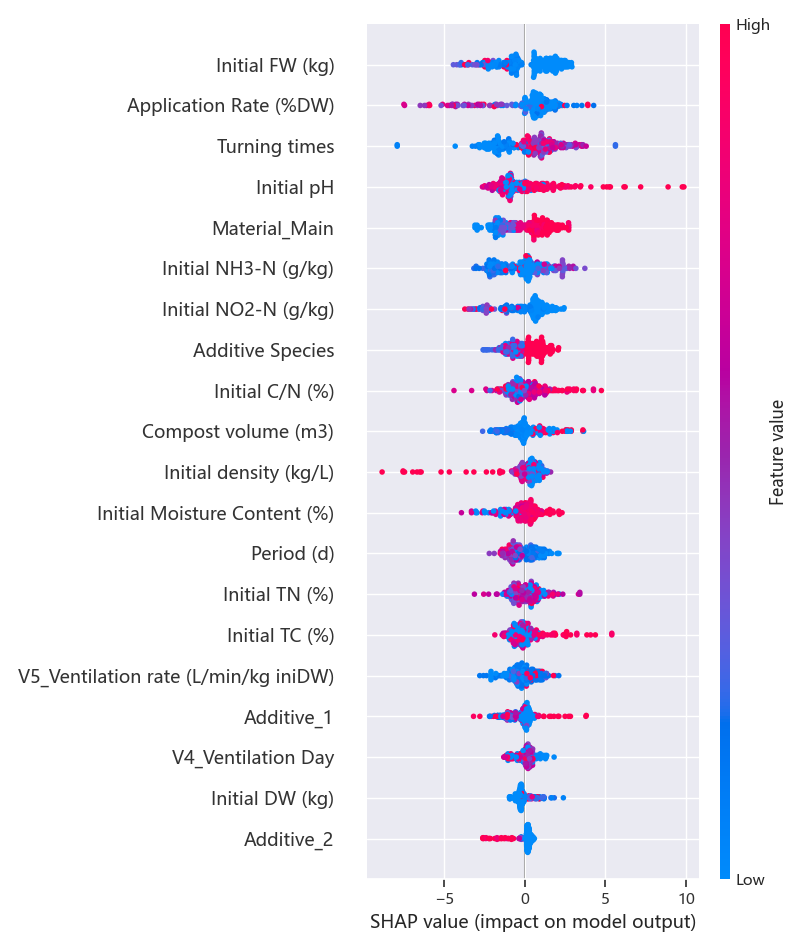 High
Initial FW (kg)
Application Rate (%DW)
Turning times
Initial pH
Material_Main
Initial NH3-N (g/kg)
Initial NO2-N (g/kg)
Additive Species
Initial C/N (%)
Compost volume (m3)
Initial density (kg/L)
Initial Moisture Content (%)
Period (d)
Initial TN (%)
Initial TC (%)
V5_Ventilation rate (L/min/kg iniDW)
Additive_1
V4_Ventilation Day
Initial DW (kg)
Additive_2
Feature value
Low
−5
0
5
10
SHAP value (impact on model output)